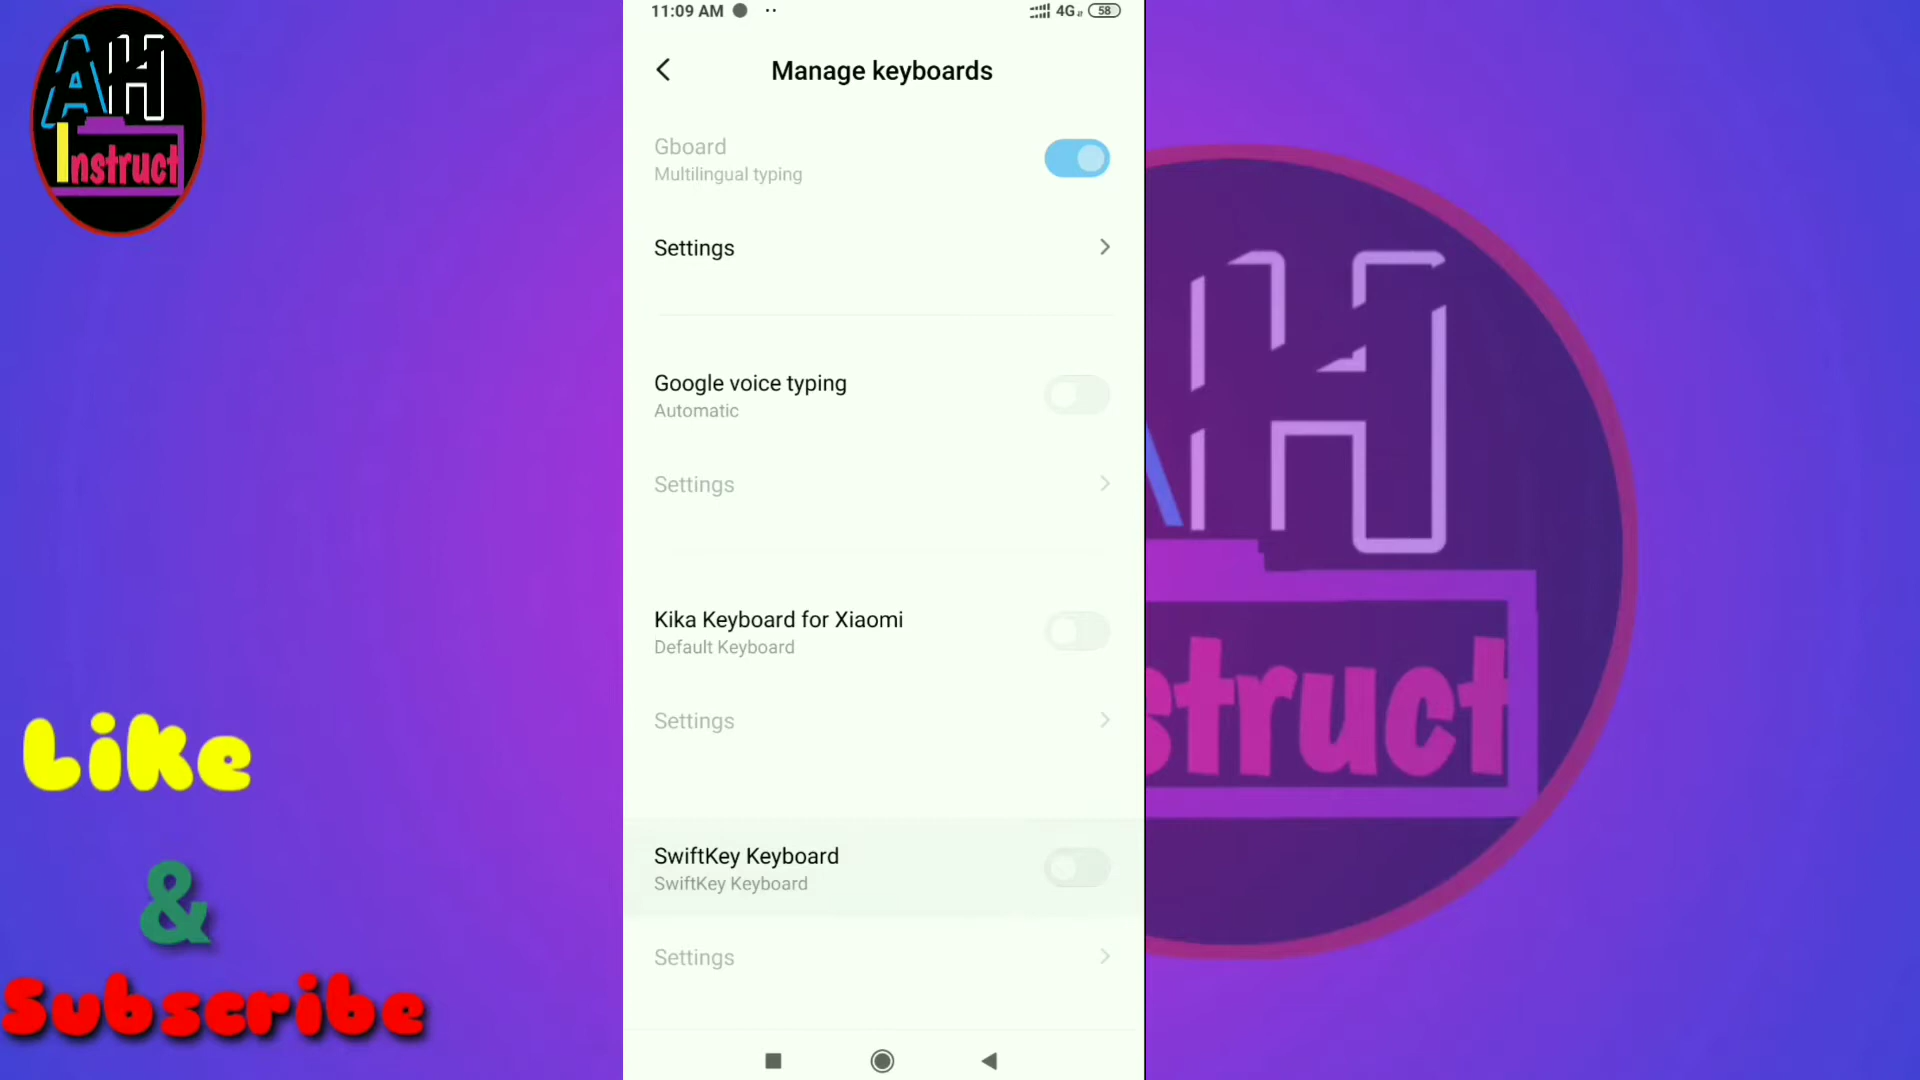 AH
Instruct
11:09 AM
4G
58
Manage keyboards
Gboard
Multilingual typing
Settings
Google voice typing
Automatic
Settings
Kika Keyboard for Xiaomi
Default Keyboard
Settings
SwiftKey Keyboard
SwiftKey Keyboard
Settings
Like
&
Subscribe
H
struct